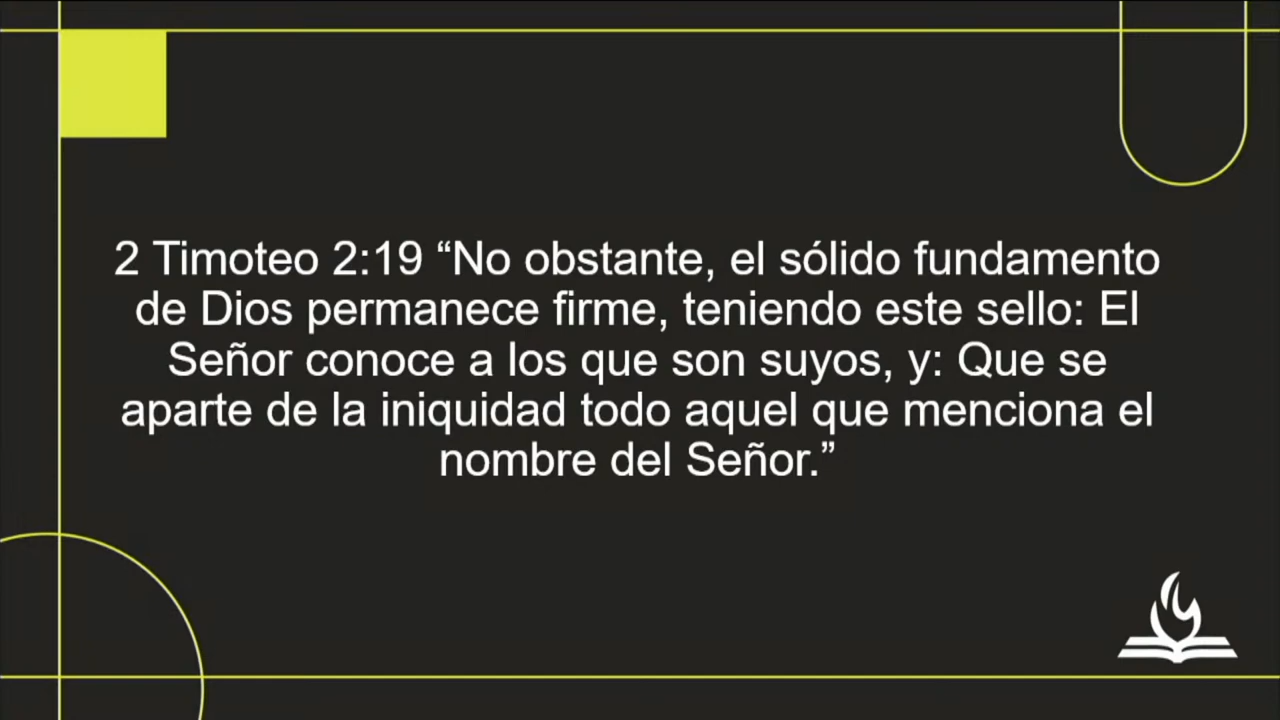 2 Timoteo 2:19 “No obstante, el sólido fundamento
de Dios permanece firme, teniendo este sello: El
Señor conoce a los que son suyos, y: Que se
aparte de la iniquidad todo aquel que menciona el
nombre del Señor.”